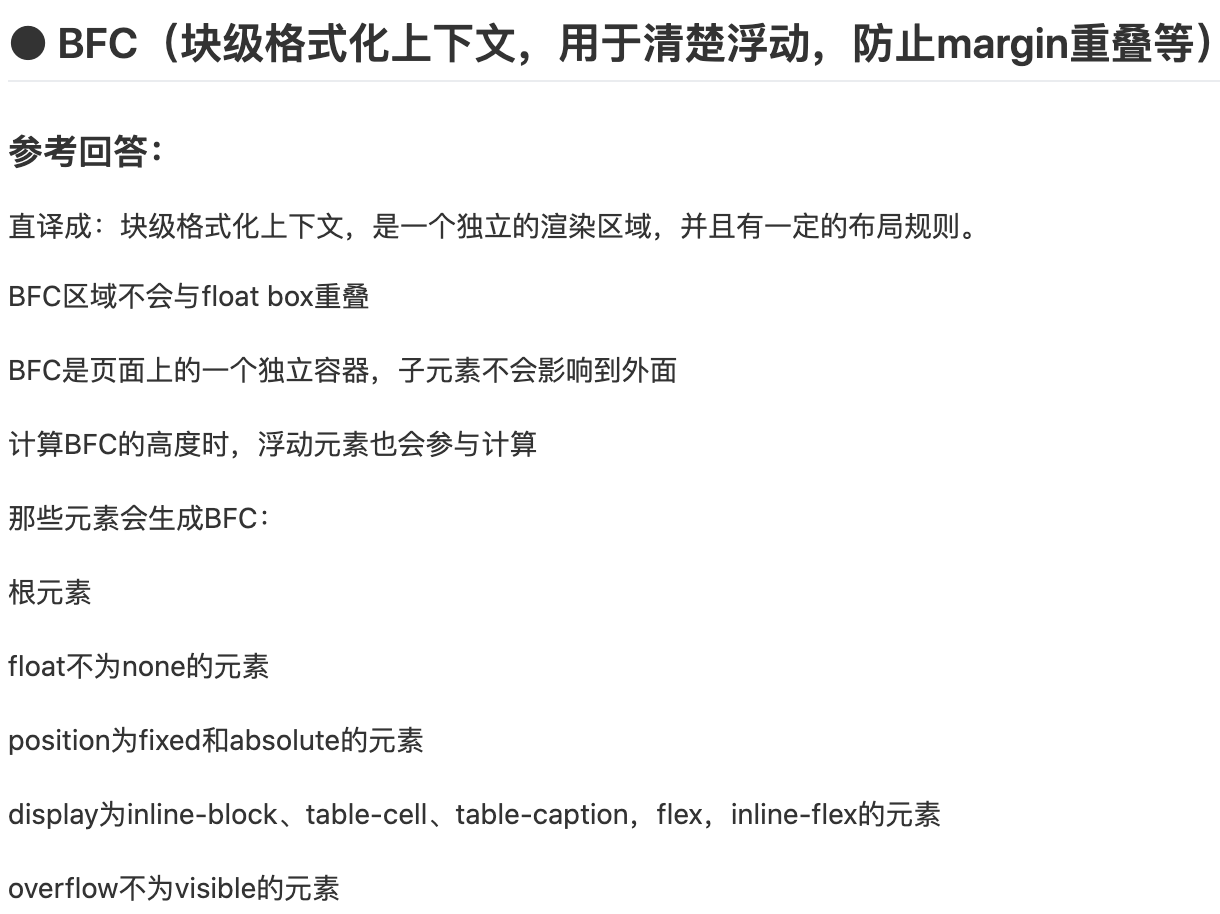 ● BFC（块级格式化上下文，用于清楚浮动，防止margin重叠等）
参考回答：
直译成：块级格式化上下文，是一个独立的渲染区域，并且有一定的布局规则。
BFC区域不会与float box重叠
BFC是页面上的一个独立容器，子元素不会影响到外面
计算BFC的高度时，浮动元素也会参与计算
那些元素会生成BFC：
根元素
float不为none的元素
position为fixed和absolute的元素
display为inline-block、table-cell、table-caption，flex，inline-flex的元素
overflow不为visible的元素